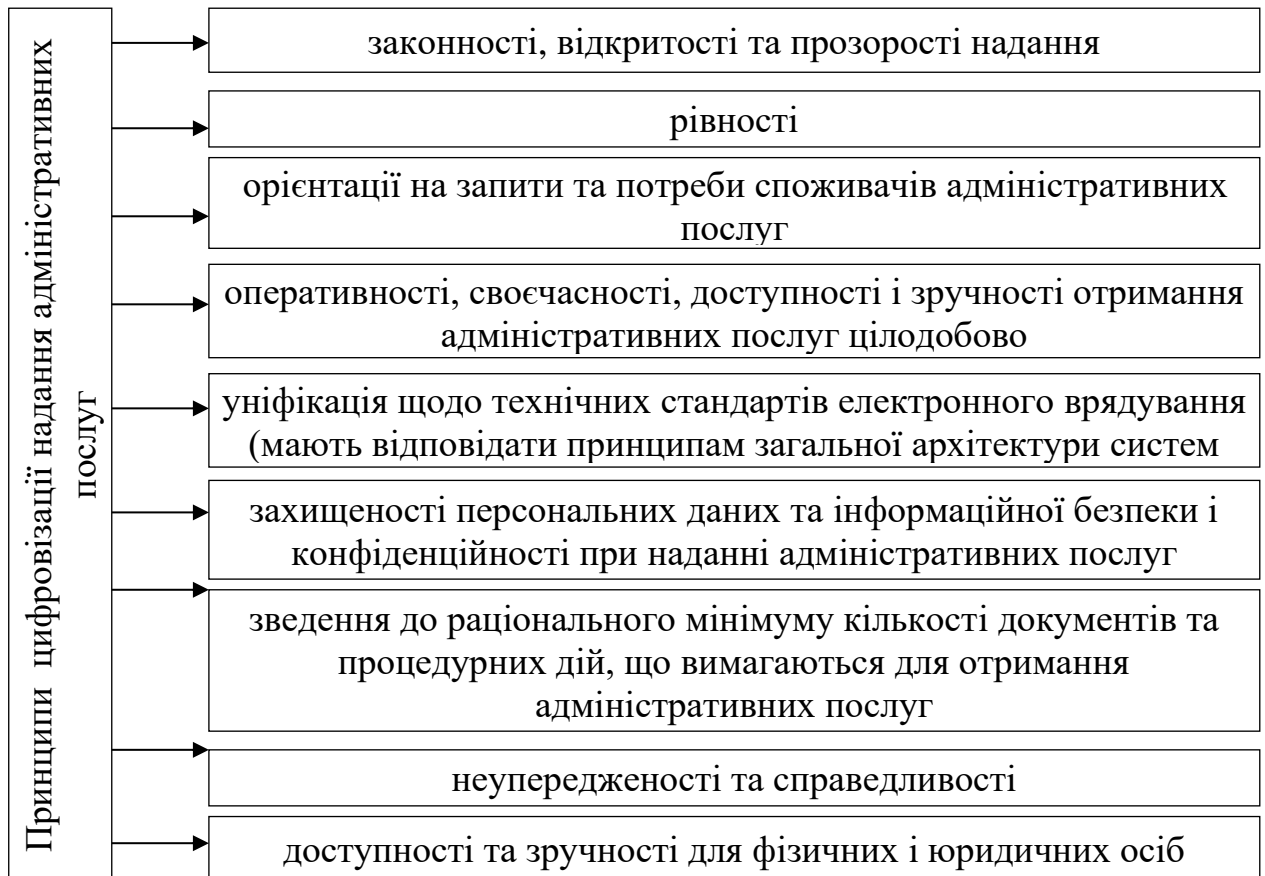 Принципи цифровізації надання адміністративних
послуг
законності, відкритості та прозорості надання
рівності
орієнтації на запити та потреби споживачів адміністративних
послуг
оперативності, своєчасності, доступності і зручності отримання
адміністративних послуг цілодобово
уніфікація щодо технічних стандартів електронного врядування
(мають відповідати принципам загальної архітектури систем
захищеності персональних даних та інформаційної безпеки і
конфіденційності при наданні адміністративних послуг
зведення до раціонального мінімуму кількості документів та
процедурних дій, що вимагаються для отримання
адміністративних послуг
неупередженості та справедливості
доступності та зручності для фізичних і юридичних осіб